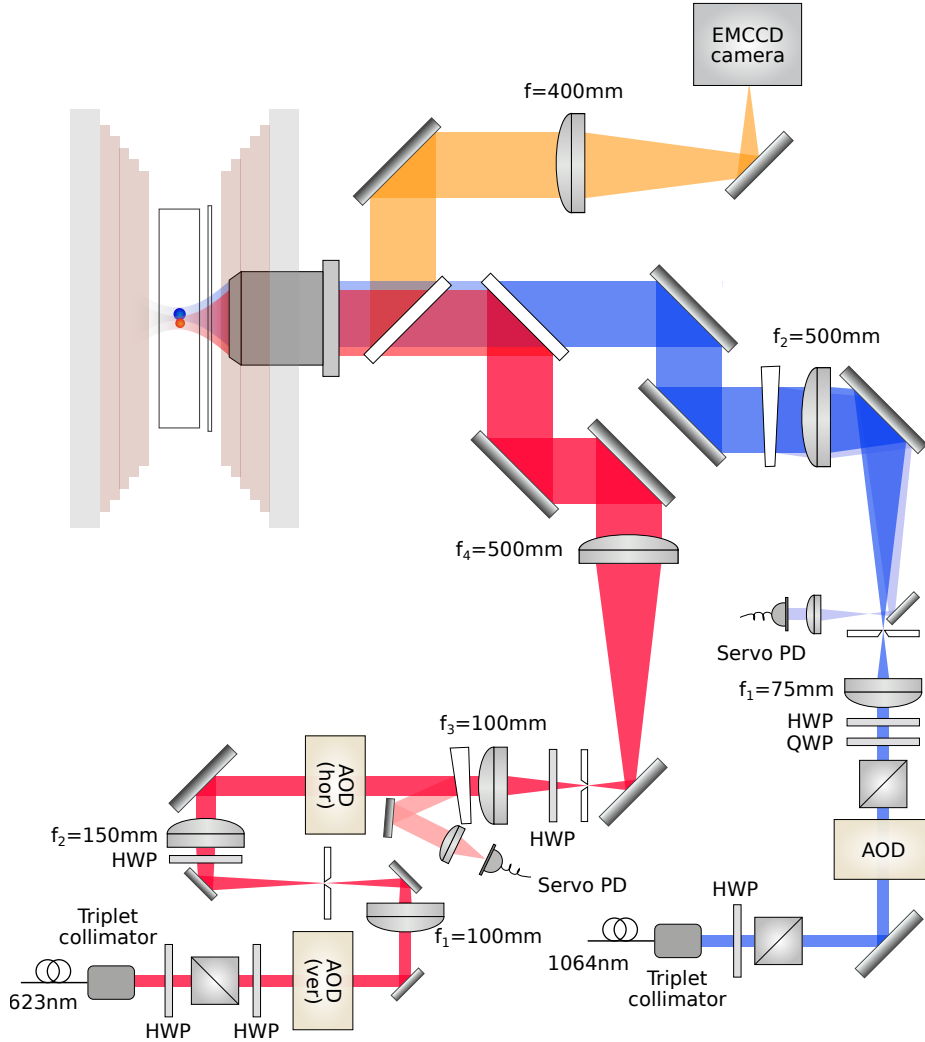 EMCCD
camera
f=400mm
f₂=500mm
f₄=500mm
Servo PD
f₁=75mm
HWP
QWP
f₃=100mm
AOD
(hor)
f₂=150mm
HWP
HWP
AOD
Servo PD
HWP
Triplet
collimator
f₁=100mm
AOD
(ver)
1064nm
Triplet
collimator
623nm
HWP
HWP